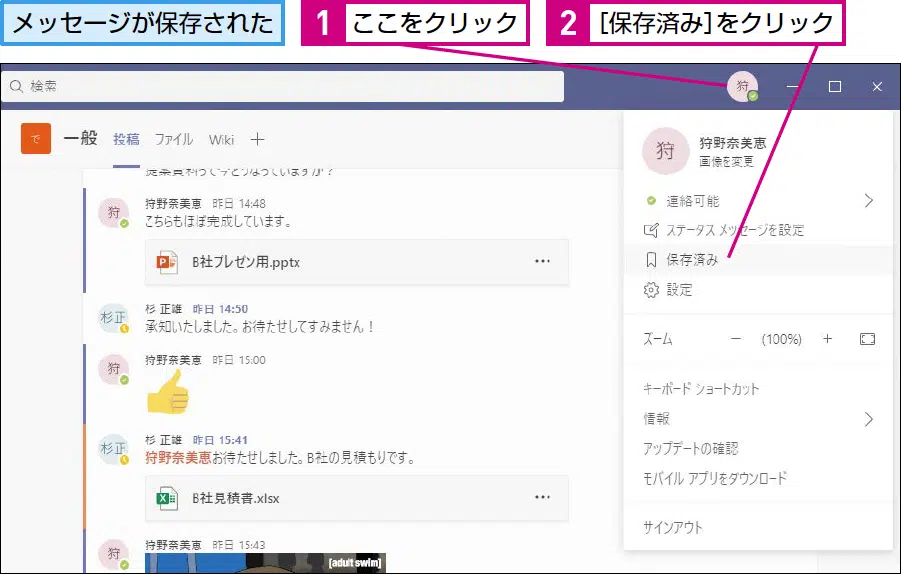 メッセージが保存された
1 ここをクリック
2 [保存済み]をクリック
検索
狩
で 一般 投稿 ファイル Wiki
提案資料って今どうなっていますか？
狩 狩野奈美恵 昨日 14:48
こちらもほぼ完成しています。
B社プレゼン用.pptx
杉正 杉 正雄 昨日 14:50
承知いたしました。お待たせしてすみません！
狩 狩野奈美恵 昨日 15:00
杉正 杉 正雄 昨日 15:41
狩野奈美恵お待たせしました。B社の見積もりです。
B社見積書.xlsx
狩 狩野奈美恵 昨日 15:43
[adult swim]
狩 狩野奈美恵
画像を変更
連絡可能
ステータス メッセージを設定
保存済み
設定
ズーム (100%)
キーボード ショートカット
情報
アップデートの確認
モバイル アプリをダウンロード
サインアウト